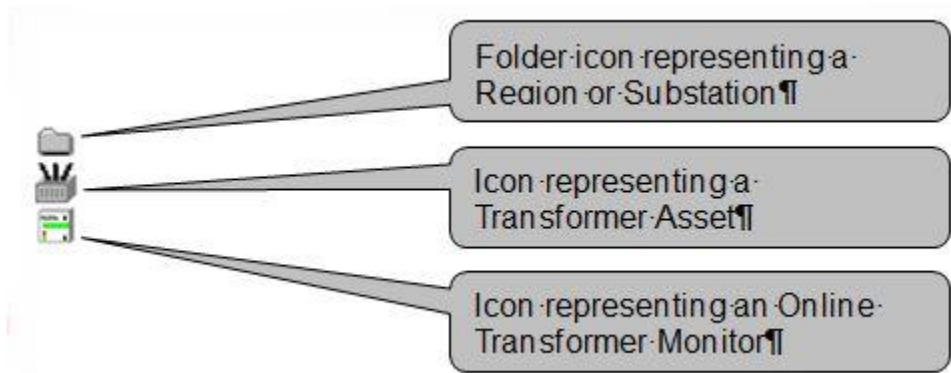 Folder·icon·representing·a·
Region·or·Substation¶
Icon·representing·a·
Transformer·Asset¶
Icon·representing·an·Online·
Transformer·Monitor¶